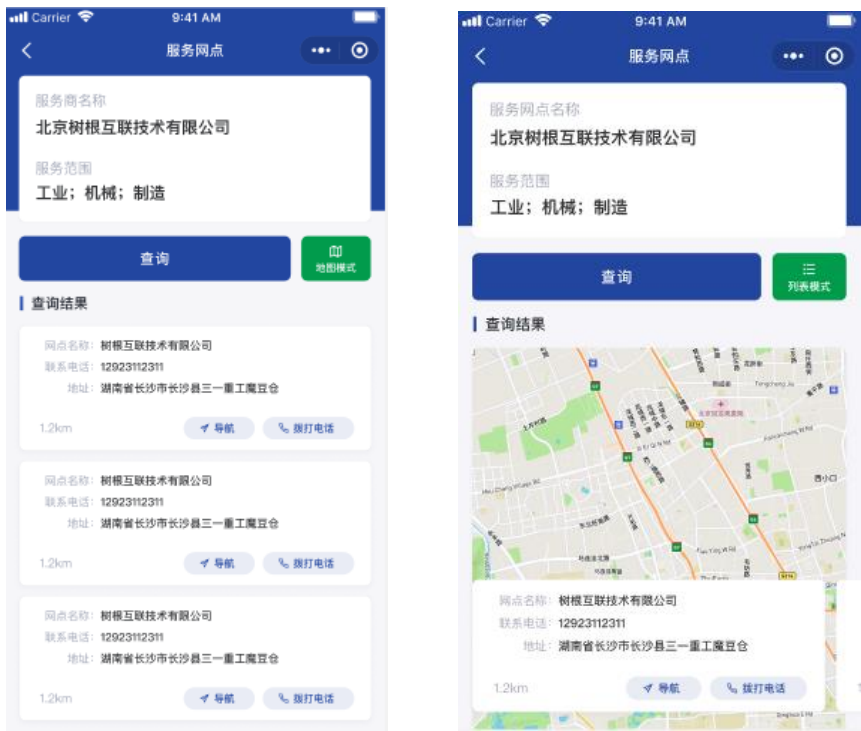 Carrier 9:41 AM
服务网点
服务商名称
北京树根互联技术有限公司
服务范围
工业；机械；制造
查询
地图模式
查询结果
网点名称：树根互联技术有限公司
联系电话：12923112311
地址：湖南省长沙市长沙县三一重工魔豆仓
1.2km 导航 拨打电话
网点名称：树根互联技术有限公司
联系电话：12923112311
地址：湖南省长沙市长沙县三一重工魔豆仓
1.2km 导航 拨打电话
网点名称：树根互联技术有限公司
联系电话：12923112311
地址：湖南省长沙市长沙县三一重工魔豆仓
1.2km 导航 拨打电话
Carrier 9:41 AM
服务网点
服务网点名称
北京树根互联技术有限公司
服务范围
工业；机械；制造
查询
列表模式
查询结果
西小口
网点名称：树根互联技术有限公司
联系电话：12923112311
地址：湖南省长沙市长沙县三一重工魔豆仓
1.2km 导航 拨打电话